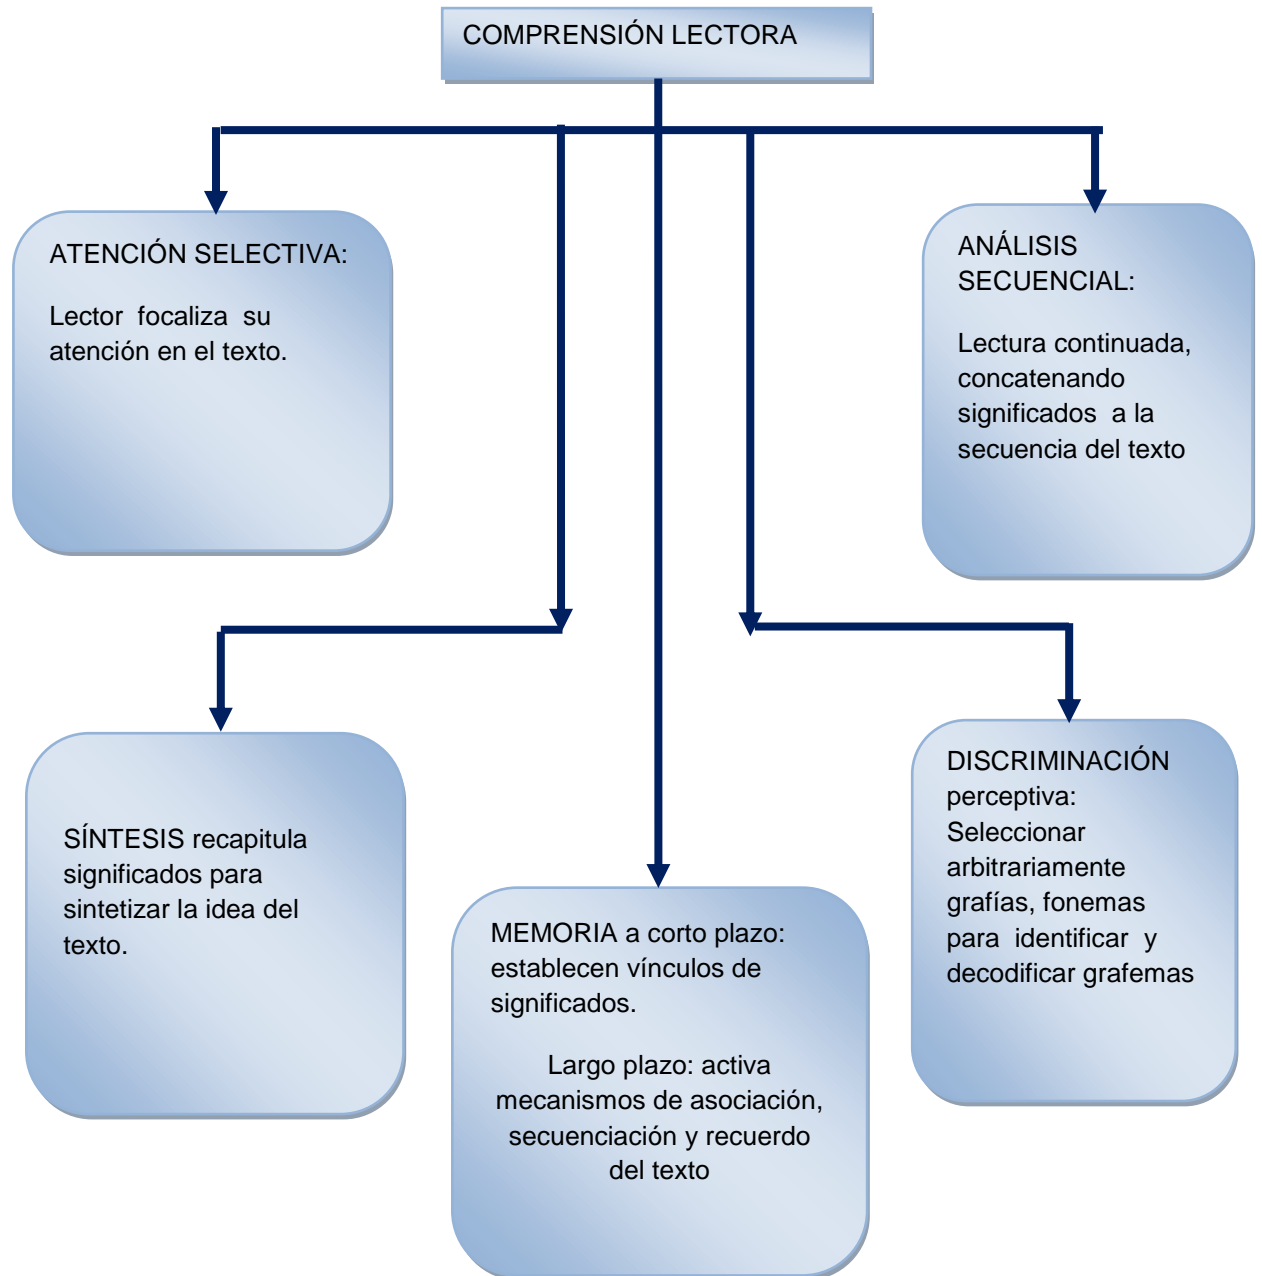 COMPRENSIÓN LECTORA
ATENCIÓN SELECTIVA:
Lector focaliza su
atención en el texto.
ANÁLISIS
SECUENCIAL:
Lectura continuada,
concatenando
significados a la
secuencia del texto
SÍNTESIS recapitula
significados para
sintetizar la idea del
texto.
MEMORIA a corto plazo:
establecen vínculos de
significados.
Largo plazo: activa
mecanismos de asociación,
secuenciación y recuerdo
del texto
DISCRIMINACIÓN
perceptiva:
Seleccionar
arbitrariamente
grafías, fonemas
para identificar y
decodificar grafemas